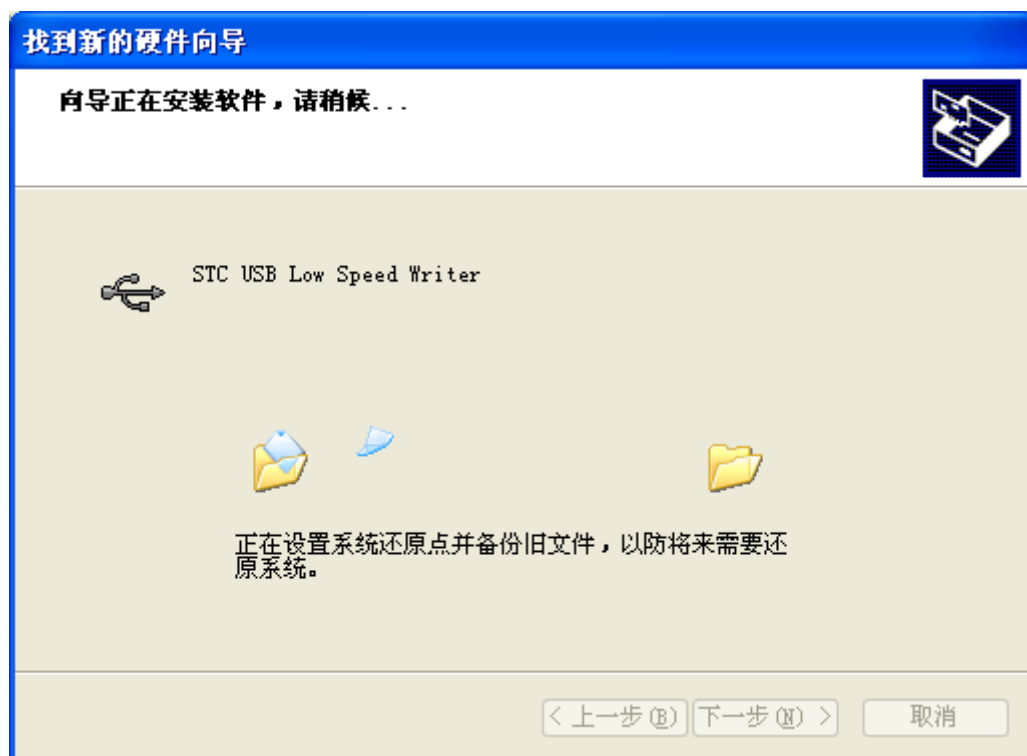 找到新的硬件向导
向导正在安装软件，请稍候...
STC USB Low Speed Writer
正在设置系统还原点并备份旧文件，以防将来需要还
原系统。
< 上一步(B) 下一步(N) > 取消